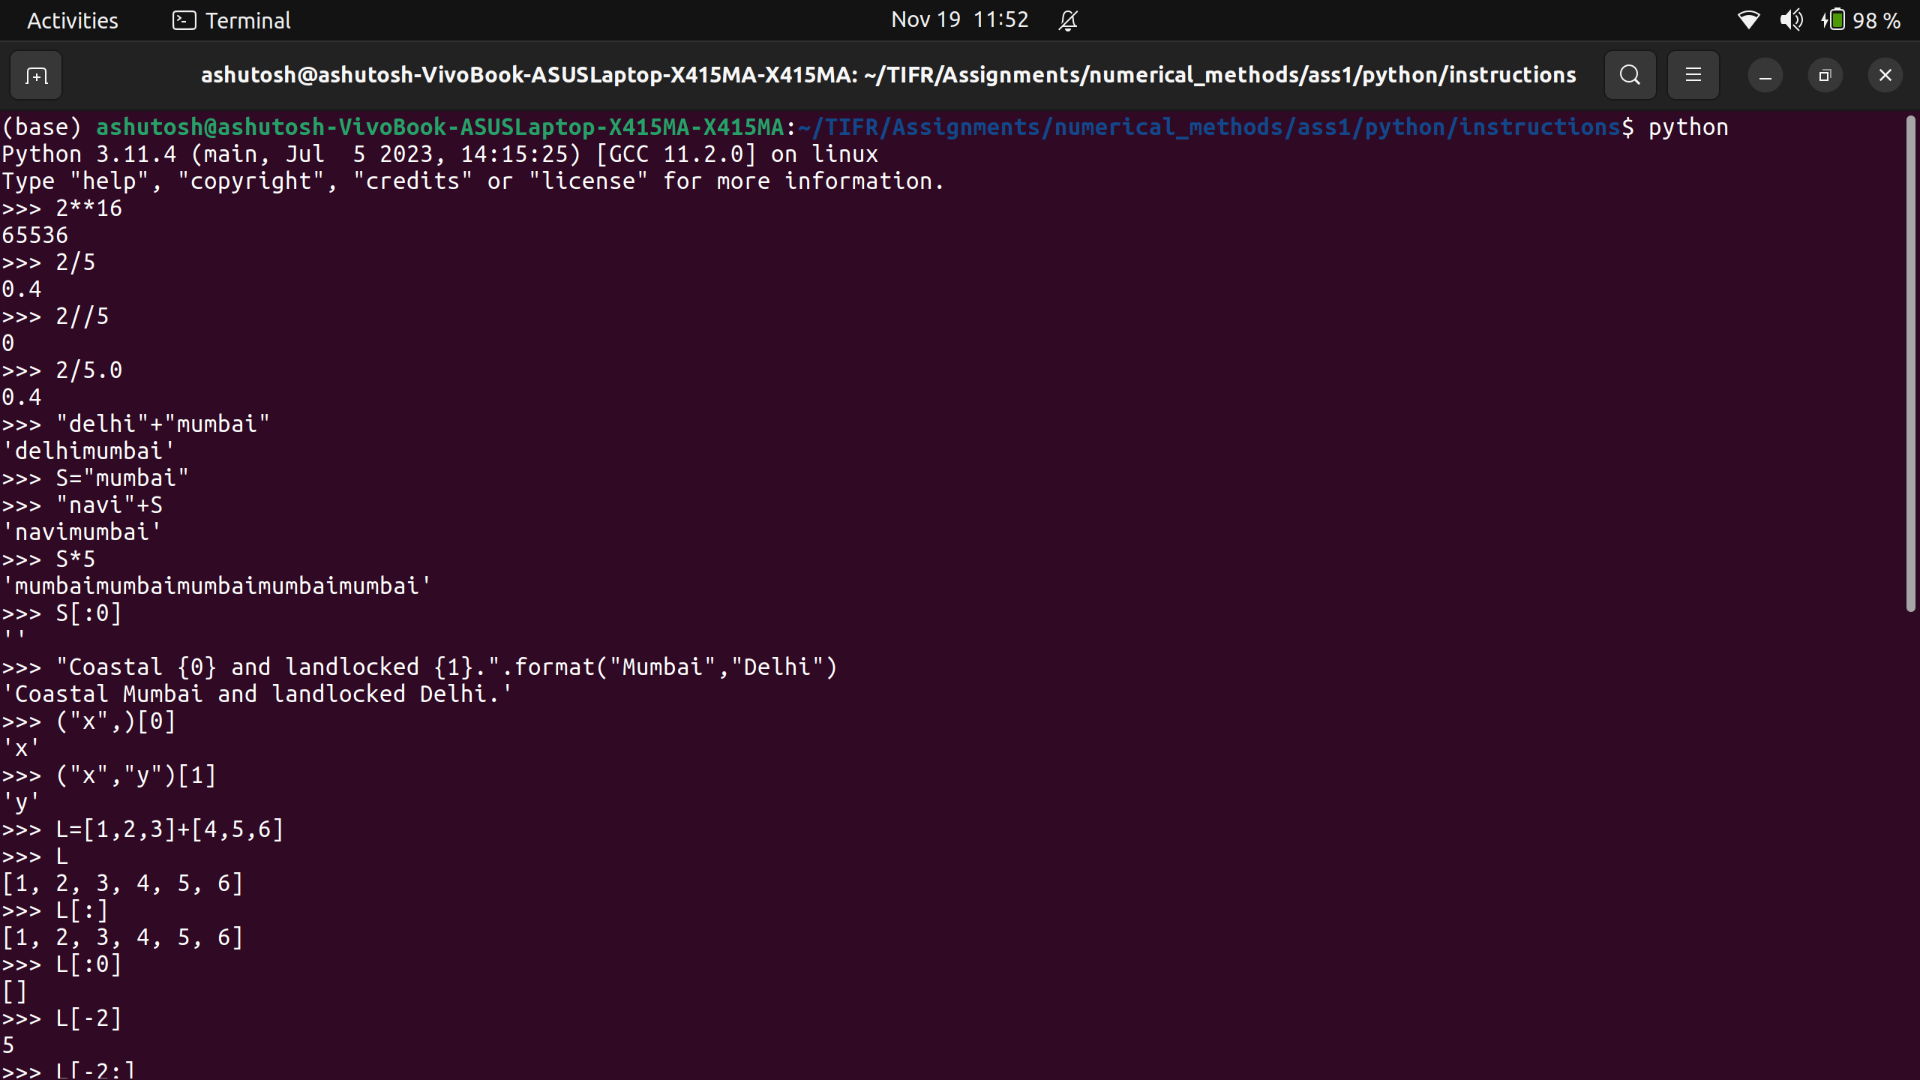 Activities Terminal Nov 19 11:52 98 %
ashutosh@ashutosh-VivoBook-ASUSLaptop-X415MA-X415MA: ~/TIFR/Assignments/numerical_methods/ass1/python/instructions
(base) ashutosh@ashutosh-VivoBook-ASUSLaptop-X415MA-X415MA:~/TIFR/Assignments/numerical_methods/ass1/python/instructions$ python
Python 3.11.4 (main, Jul  5 2023, 14:15:25) [GCC 11.2.0] on linux
Type "help", "copyright", "credits" or "license" for more information.
>>> 2**16
65536
>>> 2/5
0.4
>>> 2//5
0
>>> 2/5.0
0.4
>>> "delhi"+"mumbai"
'delhimumbai'
>>> S="mumbai"
>>> "navi"+S
'navimumbai'
>>> S*5
'mumbaimumbaimumbaimumbaimumbai'
>>> S[:0]
''
>>> "Coastal {0} and landlocked {1}.".format("Mumbai","Delhi")
'Coastal Mumbai and landlocked Delhi.'
>>> ("x",)[0]
'x'
>>> ("x","y")[1]
'y'
>>> L=[1,2,3]+[4,5,6]
>>> L
[1, 2, 3, 4, 5, 6]
>>> L[:]
[1, 2, 3, 4, 5, 6]
>>> L[:0]
[]
>>> L[-2]
5
>>> L[-2:]